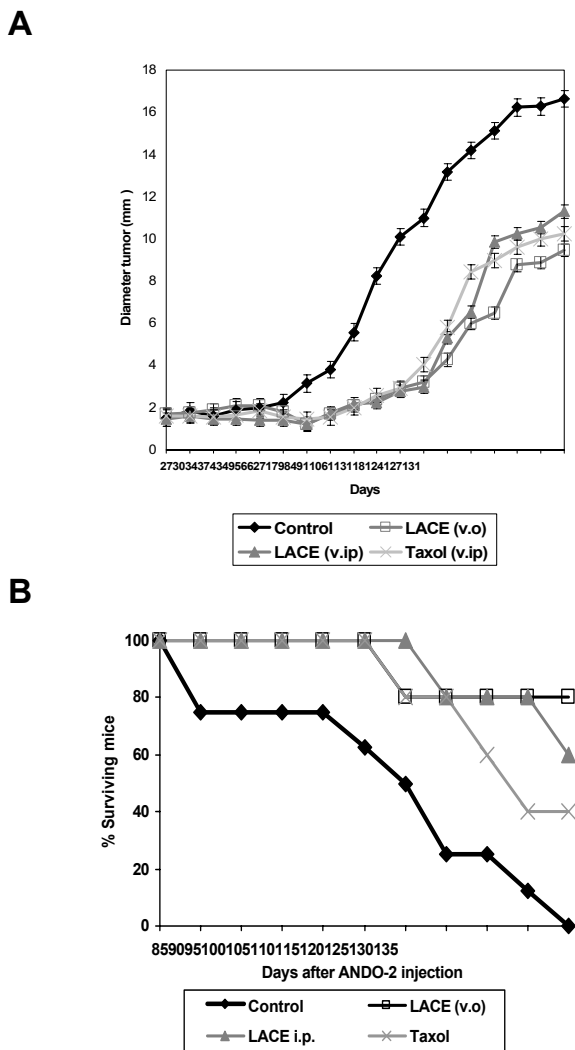 A
18
16
14
12
10
8
6
4
2
0
Diameter tumor (mm )
273034374349566271798491106113118124127131
Days
Control LACE (v.o)
LACE (v.ip) Taxol (v.ip)
B
100
80
60
40
20
0
% Surviving mice
859095100105110115120125130135
Days after ANDO-2 injection
Control LACE (v.o)
LACE i.p. Taxol